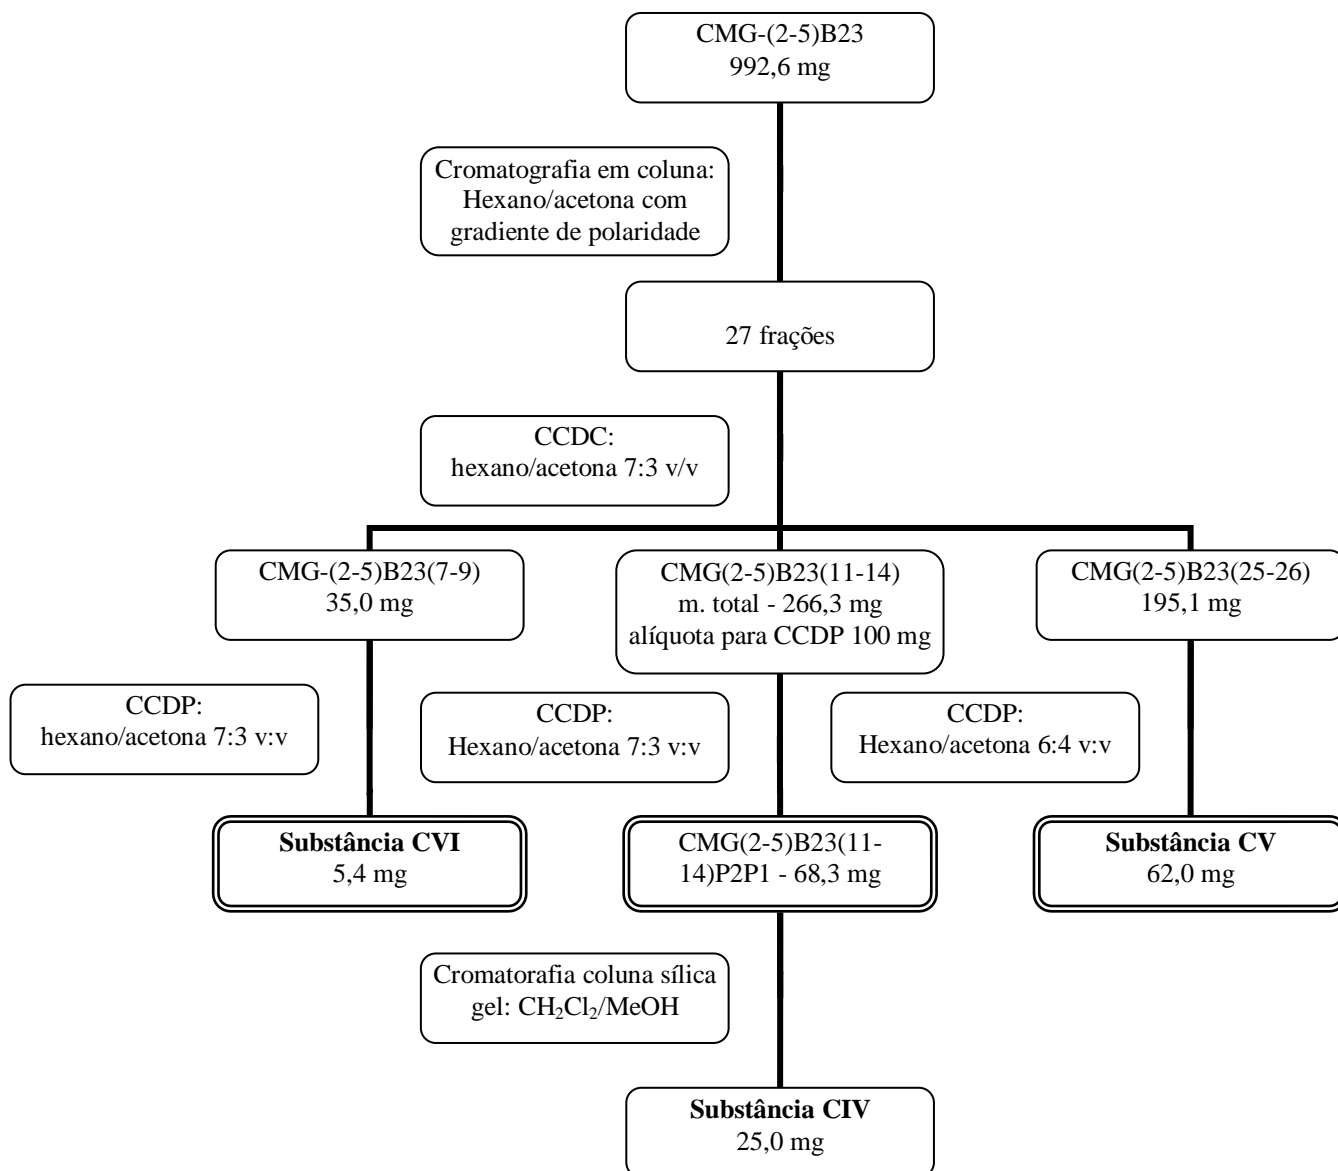 CMG-(2-5)B23
992,6 mg
Cromatografia em coluna:
Hexano/acetona com
gradiente de polaridade
27 frações
CCDC:
hexano/acetona 7:3 v/v
CMG-(2-5)B23(7-9)
35,0 mg
CMG(2-5)B23(11-14)
m. total - 266,3 mg
alíquota para CCDP 100 mg
CMG(2-5)B23(25-26)
195,1 mg
CCDP:
hexano/acetona 7:3 v:v
CCDP:
Hexano/acetona 7:3 v:v
CCDP:
Hexano/acetona 6:4 v:v
Substância CVI
5,4 mg
CMG(2-5)B23(11-
14)P2P1 - 68,3 mg
Substância CV
62,0 mg
Cromatorafia coluna sílica
gel: CH₂Cl₂/MeOH
Substância CIV
25,0 mg